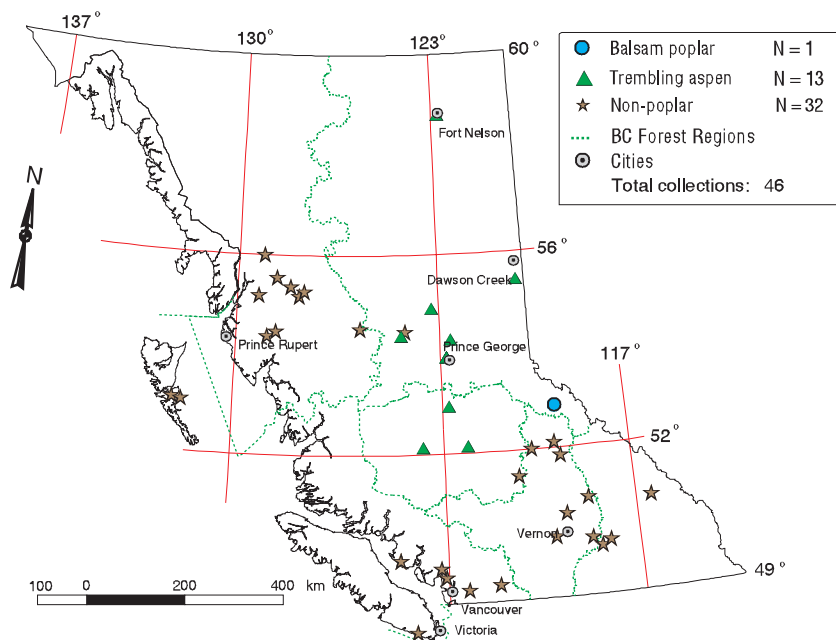 137 °
130
123 °
60 °
Balsam poplar N = 1
Trembling aspen N = 13
Non-poplar N = 32
BC Forest Regions
Cities
Total collections: 46
Fort Nelson
N
56 °
Dawson Creek
Prince Rupert
Prince George
117 °
52 °
Vernon
49 °
100 0 200 400 km
Vancouver
Victoria